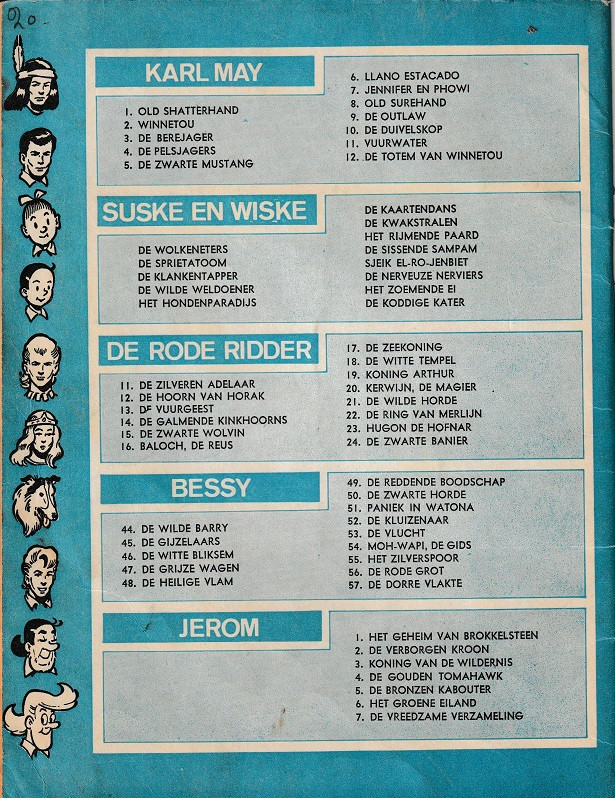 20.
KARL MAY
1. OLD SHATTERHAND
2. WINNETOU
3. DE BEREJAGER
4. DE PELSJAGERS
5. DE ZWARTE MUSTANG
6. LLANO ESTACADO
7. JENNIFER EN PHOWI
8. OLD SUREHAND
9. DE OUTLAW
10. DE DUIVELSKOP
11. VUURWATER
12. DE TOTEM VAN WINNETOU
SUSKE EN WISKE
DE WOLKENETERS
DE SPRIETATOOM
DE KLANKENTAPPER
DE WILDE WELDOENER
HET HONDENPARADIJS
DE KAARTENDANS
DE KWAKSTRALEN
HET RIJMENDE PAARD
DE SISSENDE SAMPAM
SJEIK EL-RO-JENBIET
DE NERVEUZE NERVIERS
HET ZOEMENDE EI
DE KODDIGE KATER
DE RODE RIDDER
11. DE ZILVEREN ADELAAR
12. DE HOORN VAN HORAK
13. DE VUURGEEST
14. DE GALMENDE KINKHOORNS
15. DE ZWARTE WOLVIN
16. BALOCH, DE REUS
17. DE ZEEKONING
18. DE WITTE TEMPEL
19. KONING ARTHUR
20. KERWIJN, DE MAGIER
21. DE WILDE HORDE
22. DE RING VAN MERLIJN
23. HUGON DE HOFNAR
24. DE ZWARTE BANIER
BESSY
44. DE WILDE BARRY
45. DE GIJZELAARS
46. DE WITTE BLIKSEM
47. DE GRIJZE WAGEN
48. DE HEILIGE VLAM
49. DE REDDENDE BOODSCHAP
50. DE ZWARTE HORDE
51. PANIEK IN WATONA
52. DE KLUIZENAAR
53. DE VLUCHT
54. MOH-WAPI, DE GIDS
55. HET ZILVERSPOOR
56. DE RODE GROT
57. DE DORRE VLAKTE
JEROM
1. HET GEHEIM VAN BROKKELSTEEN
2. DE VERBORGEN KROON
3. KONING VAN DE WILDERNIS
4. DE GOUDEN TOMAHAWK
5. DE BRONZEN KABOUTER
6. HET GROENE EILAND
7. DE VREEDZAME VERZAMELING